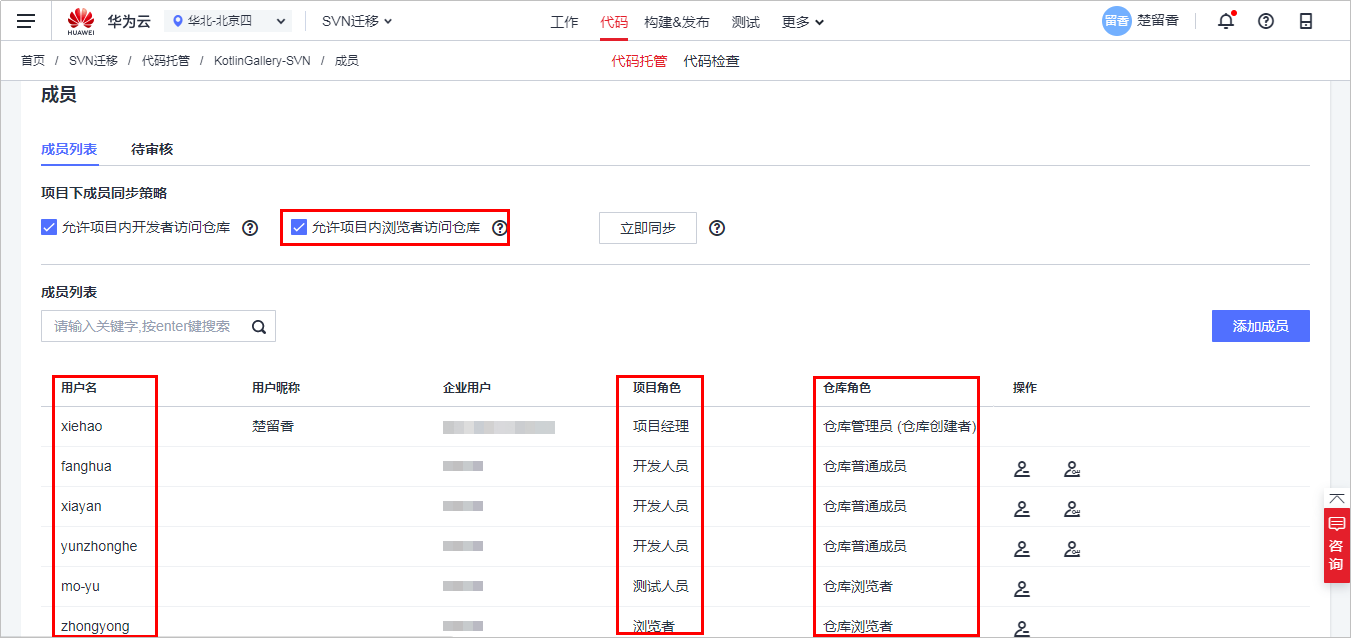 HUAWEI 华为云 华北-北京四 SVN迁移 工作 代码 构建&发布 测试 更多 留香 楚留香
首页 / SVN迁移 / 代码托管 / KotlinGallery-SVN / 成员 代码托管 代码检查
成员
成员列表 待审核
项目下成员同步策略
允许项目内开发者访问仓库 允许项目内浏览者访问仓库 立即同步
成员列表
请输入关键字,按enter键搜索 添加成员
用户名 用户昵称 企业用户 项目角色 仓库角色 操作
xiehao 楚留香 项目经理 仓库管理员 (仓库创建者)
fanghua 开发人员 仓库普通成员
xiayan 开发人员 仓库普通成员
yunzhonghe 开发人员 仓库普通成员
mo-yu 测试人员 仓库浏览者
zhongyong 浏览者 仓库浏览者
咨
询